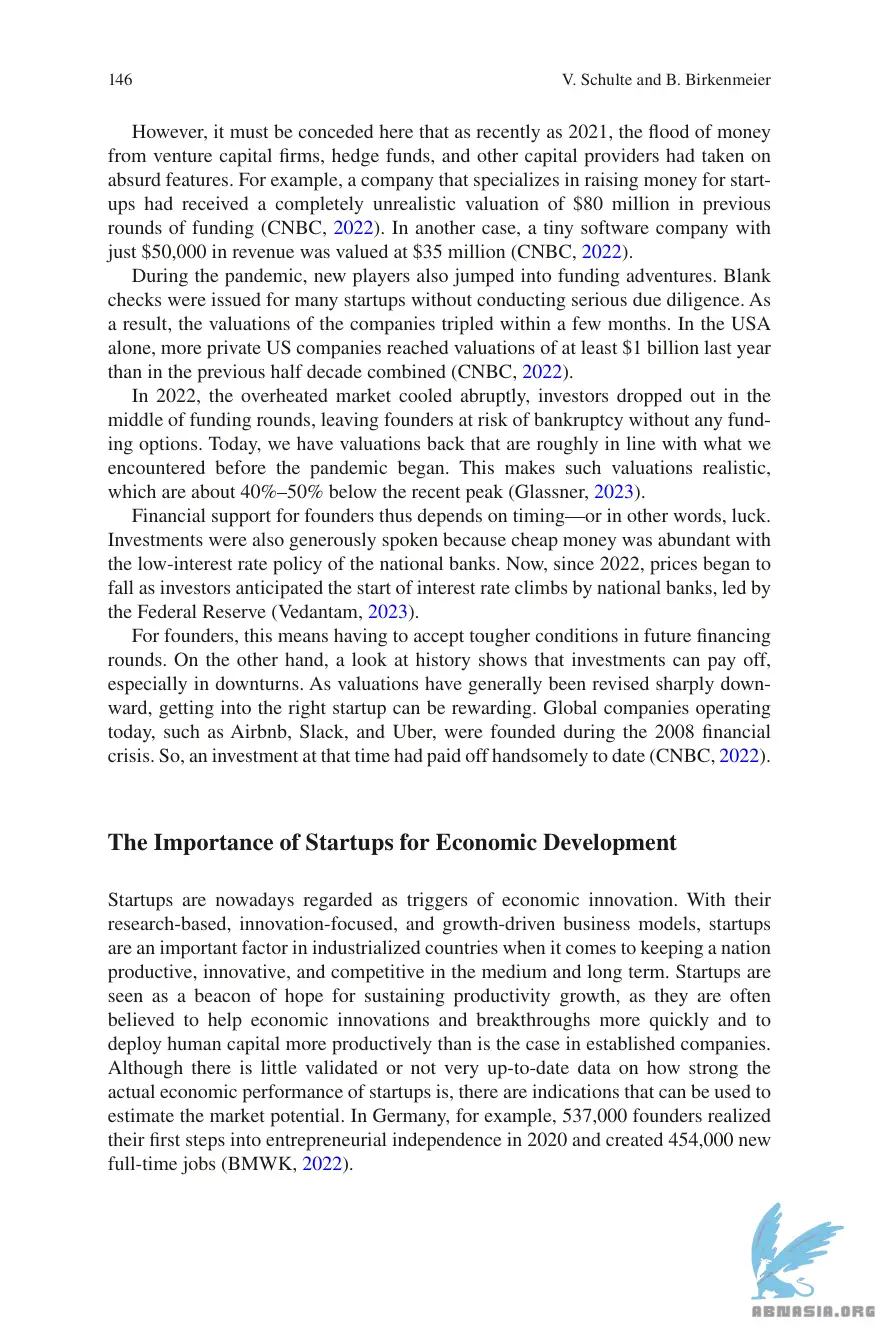 146
V. Schulte and B. Birkenmeier
However, it must be conceded here that as recently as 2021, the flood of money
from venture capital firms, hedge funds, and other capital providers had taken on
absurd features. For example, a company that specializes in raising money for start-
ups had received a completely unrealistic valuation of $80 million in previous
rounds of funding (CNBC, 2022). In another case, a tiny software company with
just $50,000 in revenue was valued at $35 million (CNBC, 2022).
During the pandemic, new players also jumped into funding adventures. Blank
checks were issued for many startups without conducting serious due diligence. As
a result, the valuations of the companies tripled within a few months. In the USA
alone, more private US companies reached valuations of at least $1 billion last year
than in the previous half decade combined (CNBC, 2022).
In 2022, the overheated market cooled abruptly, investors dropped out in the
middle of funding rounds, leaving founders at risk of bankruptcy without any fund-
ing options. Today, we have valuations back that are roughly in line with what we
encountered before the pandemic began. This makes such valuations realistic,
which are about 40%–50% below the recent peak (Glassner, 2023).
Financial support for founders thus depends on timing—or in other words, luck.
Investments were also generously spoken because cheap money was abundant with
the low-interest rate policy of the national banks. Now, since 2022, prices began to
fall as investors anticipated the start of interest rate climbs by national banks, led by
the Federal Reserve (Vedantam, 2023).
For founders, this means having to accept tougher conditions in future financing
rounds. On the other hand, a look at history shows that investments can pay off,
especially in downturns. As valuations have generally been revised sharply down-
ward, getting into the right startup can be rewarding. Global companies operating
today, such as Airbnb, Slack, and Uber, were founded during the 2008 financial
crisis. So, an investment at that time had paid off handsomely to date (CNBC, 2022).
The Importance of Startups for Economic Development
Startups are nowadays regarded as triggers of economic innovation. With their
research-based, innovation-focused, and growth-driven business models, startups
are an important factor in industrialized countries when it comes to keeping a nation
productive, innovative, and competitive in the medium and long term. Startups are
seen as a beacon of hope for sustaining productivity growth, as they are often
believed to help economic innovations and breakthroughs more quickly and to
deploy human capital more productively than is the case in established companies.
Although there is little validated or not very up-to-date data on how strong the
actual economic performance of startups is, there are indications that can be used to
estimate the market potential. In Germany, for example, 537,000 founders realized
their first steps into entrepreneurial independence in 2020 and created 454,000 new
full-time jobs (BMWK, 2022).
ABNASIA.ORG